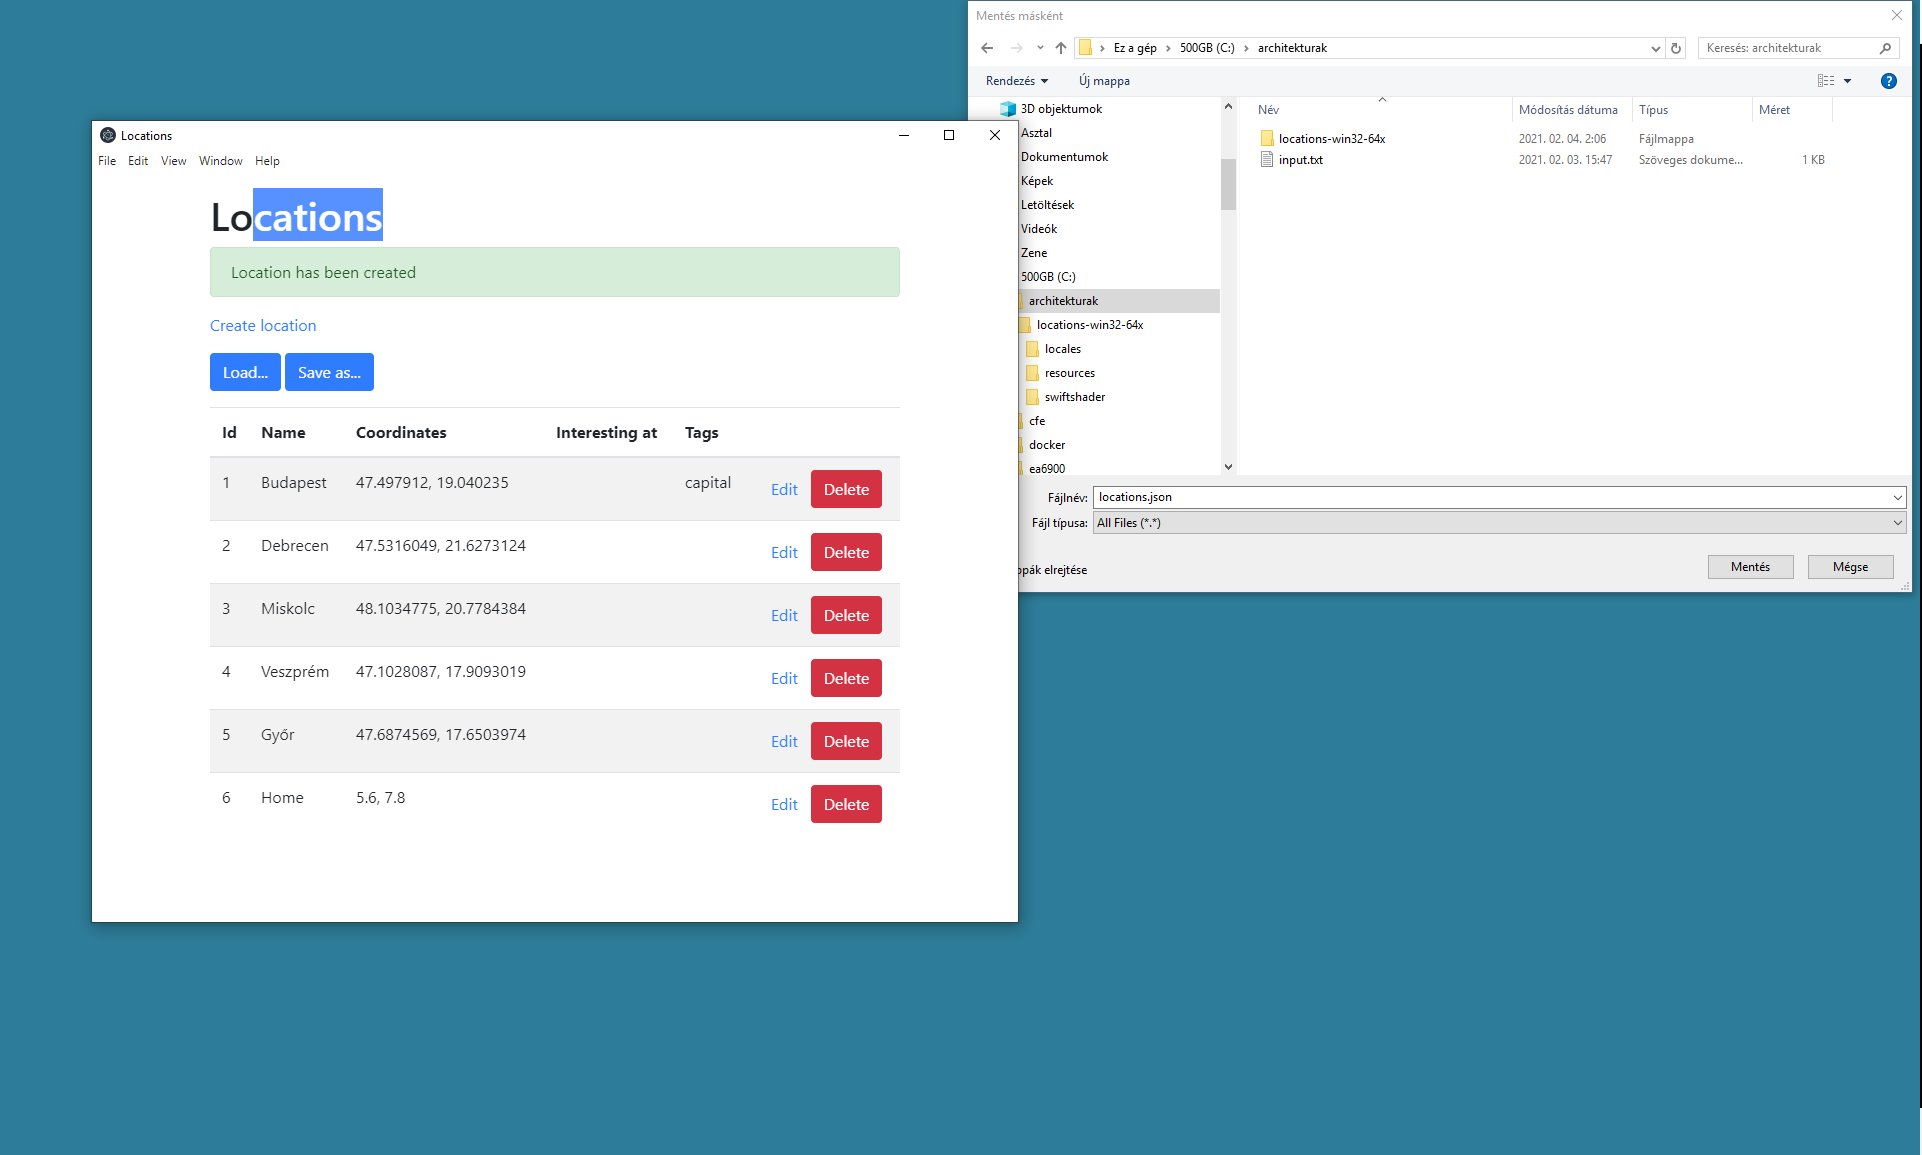 Locations
File Edit View Window Help
Locations
Location has been created
Create location
Load... Save as...
Id Name Coordinates Interesting at Tags
1 Budapest 47.497912, 19.040235 capital Edit Delete
2 Debrecen 47.5316049, 21.6273124 Edit Delete
3 Miskolc 48.1034775, 20.7784384 Edit Delete
4 Veszprém 47.1028087, 17.9093019 Edit Delete
5 Győr 47.6874569, 17.6503974 Edit Delete
6 Home 5.6, 7.8 Edit Delete
Mentés másként
Ez a gép 500GB (C:) architekturak Keresés: architekturak
Rendezés Új mappa
3D objektumok
Asztal
Dokumentumok
Képek
Letöltések
Videók
Zene
500GB (C:)
architekturak
locations-win32-64x
locales
resources
swiftshader
cfe
docker
ea6900
Név Módosítás dátuma Típus Méret
locations-win32-64x 2021. 02. 04. 2:06 Fájlmappa
input.txt 2021. 02. 03. 15:47 Szöveges dokume... 1 KB
Fájlnév: locations.json
Fájl típusa: All Files (*.*)
ppák elrejtése
Mentés Mégse